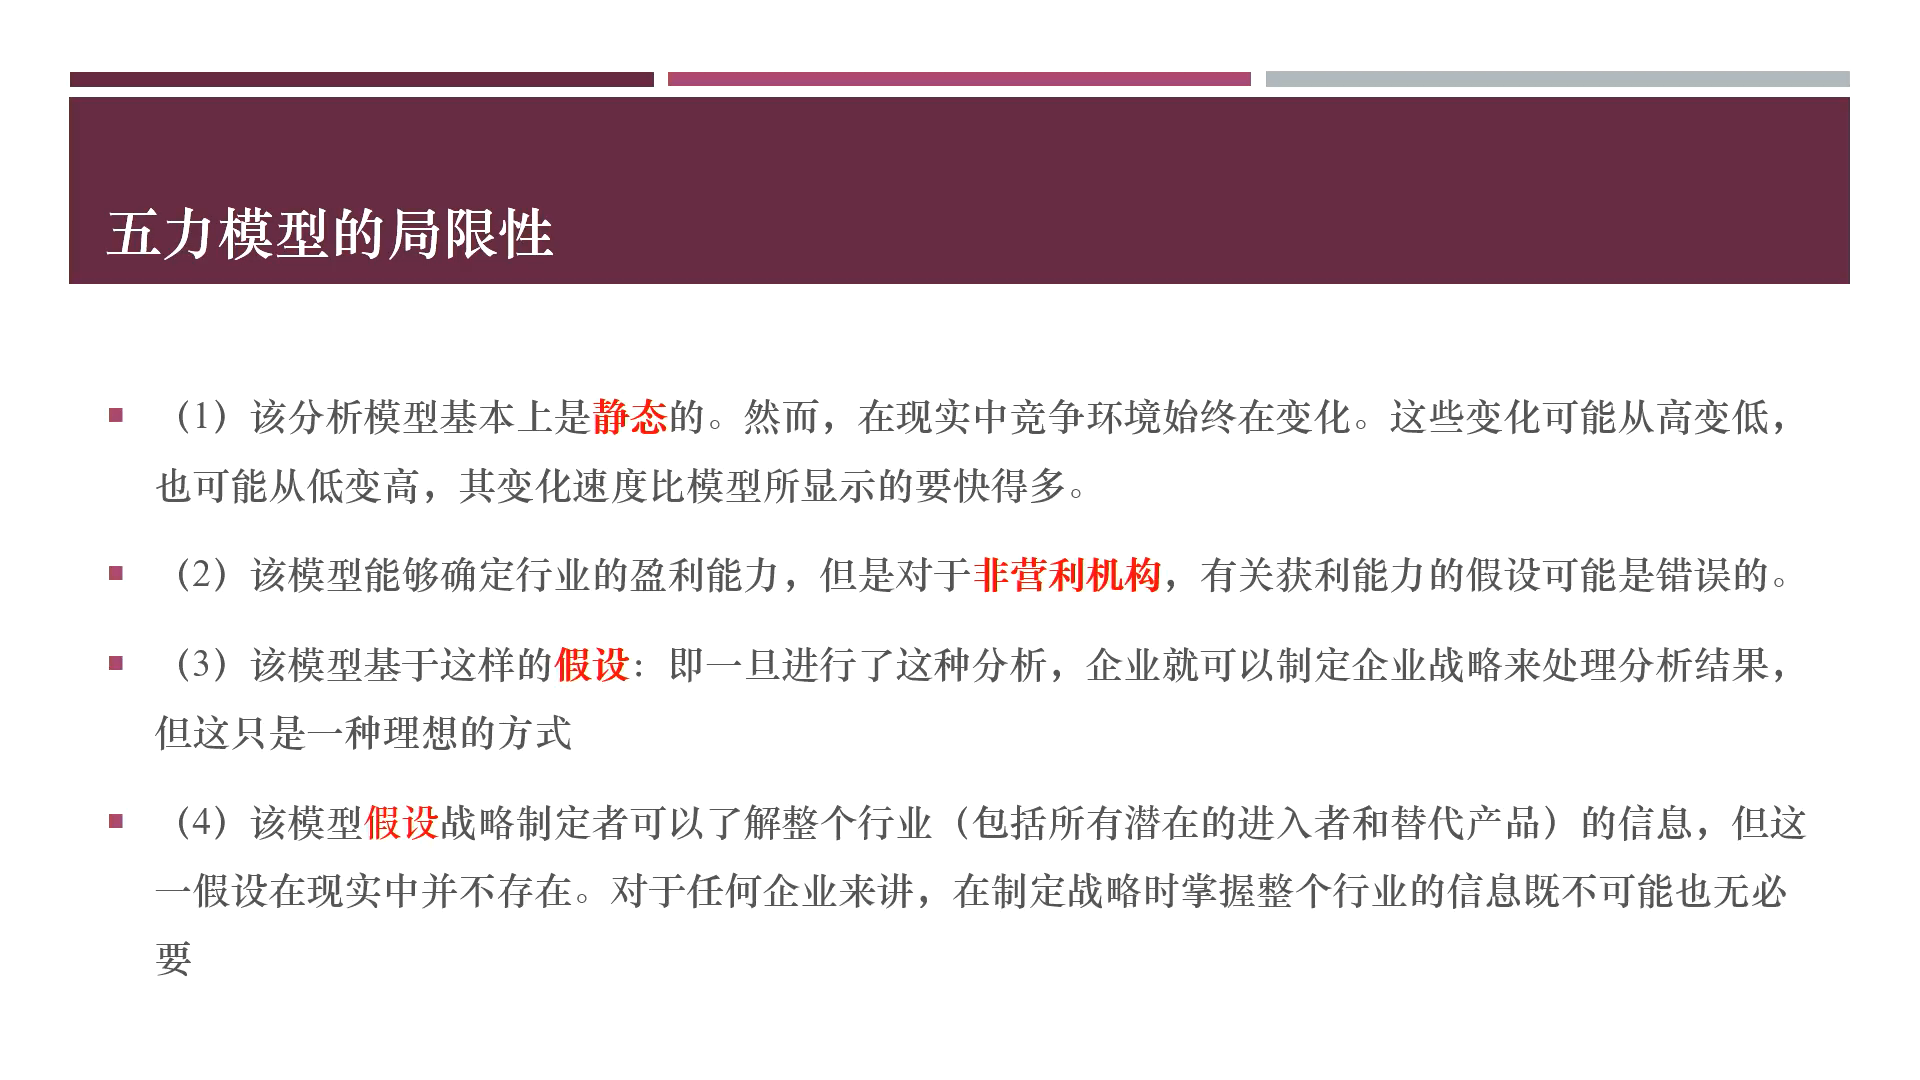 五力模型的局限性
（1）该分析模型基本上是静态的。然而，在现实中竞争环境始终在变化。这些变化可能从高变低，
也可能从低变高，其变化速度比模型所显示的要快得多。
（2）该模型能够确定行业的盈利能力，但是对于非营利机构，有关获利能力的假设可能是错误的。
（3）该模型基于这样的假设：即一旦进行了这种分析，企业就可以制定企业战略来处理分析结果，
但这只是一种理想的方式
（4）该模型假设战略制定者可以了解整个行业（包括所有潜在的进入者和替代产品）的信息，但这
一假设在现实中并不存在。对于任何企业来讲，在制定战略时掌握整个行业的信息既不可能也无必
要